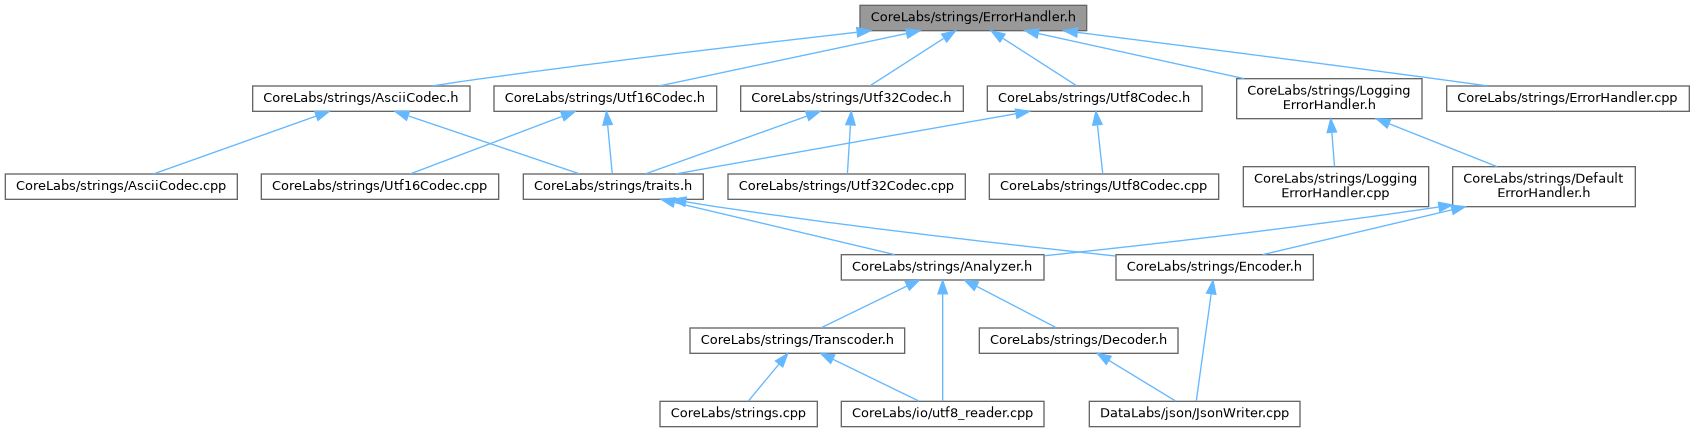 CoreLabs/strings/ErrorHandler.h
CoreLabs/strings/AsciiCodec.h
CoreLabs/strings/Utf16Codec.h
CoreLabs/strings/Utf32Codec.h
CoreLabs/strings/Utf8Codec.h
CoreLabs/strings/Logging
ErrorHandler.h
CoreLabs/strings/ErrorHandler.cpp
CoreLabs/strings/AsciiCodec.cpp
CoreLabs/strings/Utf16Codec.cpp
CoreLabs/strings/traits.h
CoreLabs/strings/Utf32Codec.cpp
CoreLabs/strings/Utf8Codec.cpp
CoreLabs/strings/Logging
ErrorHandler.cpp
CoreLabs/strings/Default
ErrorHandler.h
CoreLabs/strings/Analyzer.h
CoreLabs/strings/Encoder.h
CoreLabs/strings/Transcoder.h
CoreLabs/strings/Decoder.h
CoreLabs/strings.cpp
CoreLabs/io/utf8_reader.cpp
DataLabs/json/JsonWriter.cpp